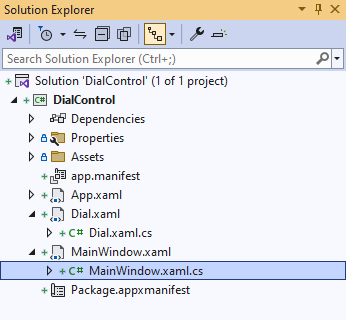 Solution Explorer
Search Solution Explorer (Ctrl+;)
Solution 'DialControl' (1 of 1 project)
C# DialControl
Dependencies
Properties
Assets
app.manifest
App.xaml
Dial.xaml
C# Dial.xaml.cs
MainWindow.xaml
C# MainWindow.xaml.cs
Package.appxmanifest